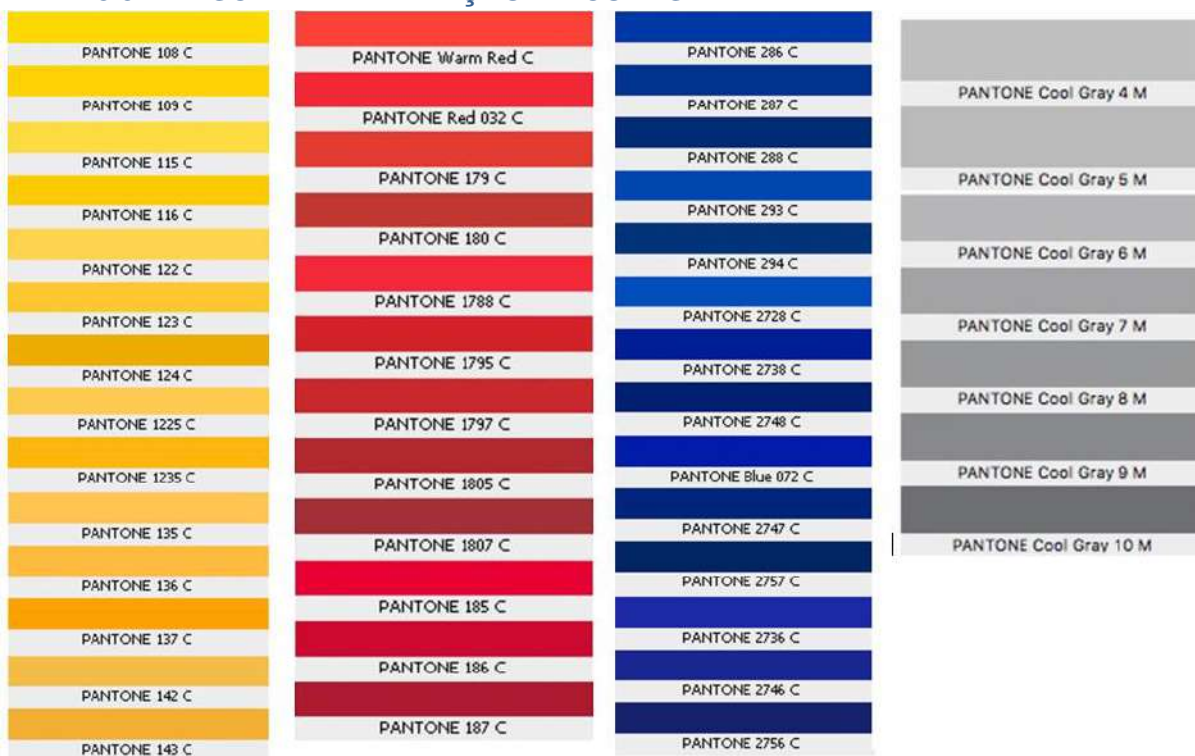 PANTONE 108 C
PANTONE 109 C
PANTONE 115 C
PANTONE 116 C
PANTONE 122 C
PANTONE 123 C
PANTONE 124 C
PANTONE 1225 C
PANTONE 1235 C
PANTONE 135 C
PANTONE 136 C
PANTONE 137 C
PANTONE 142 C
PANTONE 143 C
PANTONE Warm Red C
PANTONE Red 032 C
PANTONE 179 C
PANTONE 180 C
PANTONE 1788 C
PANTONE 1795 C
PANTONE 1797 C
PANTONE 1805 C
PANTONE 1807 C
PANTONE 185 C
PANTONE 186 C
PANTONE 187 C
PANTONE 286 C
PANTONE 287 C
PANTONE 288 C
PANTONE 293 C
PANTONE 294 C
PANTONE 2728 C
PANTONE 2738 C
PANTONE 2748 C
PANTONE Blue 072 C
PANTONE 2747 C
PANTONE 2757 C
PANTONE 2736 C
PANTONE 2746 C
PANTONE 2756 C
PANTONE Cool Gray 4 M
PANTONE Cool Gray 5 M
PANTONE Cool Gray 6 M
PANTONE Cool Gray 7 M
PANTONE Cool Gray 8 M
PANTONE Cool Gray 9 M
PANTONE Cool Gray 10 M